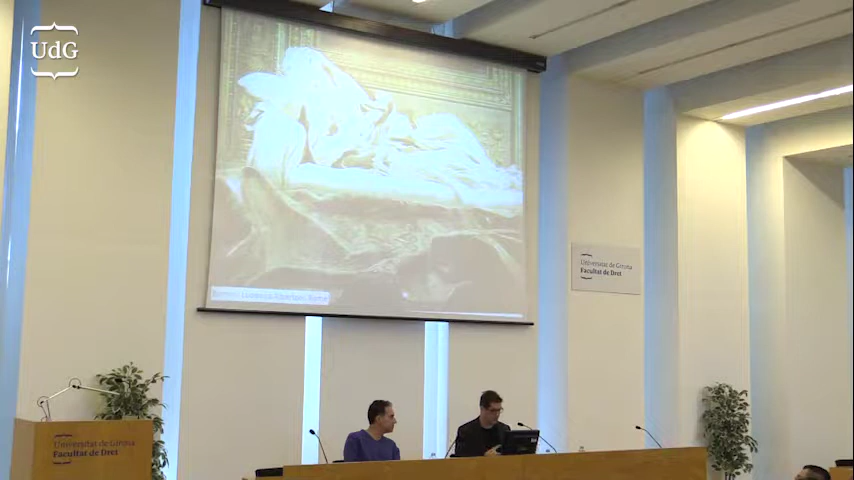 UdG
Universitat de Girona
Facultat de Dret
Universitat de Girona
Facultat de Dret